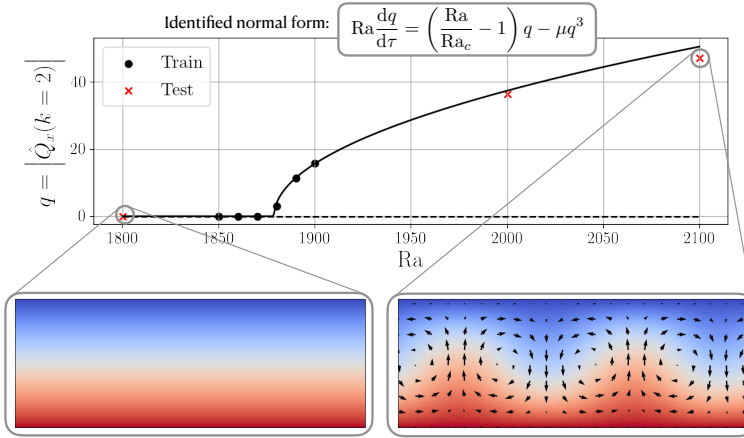 Identified normal form: Ra dq/dτ = (Ra/Ra_c − 1) q − μq³
Train
Test
q = |Q̂_x(k = 2)|
40
20
0
1800 1850 1900 1950 2000 2050 2100
Ra